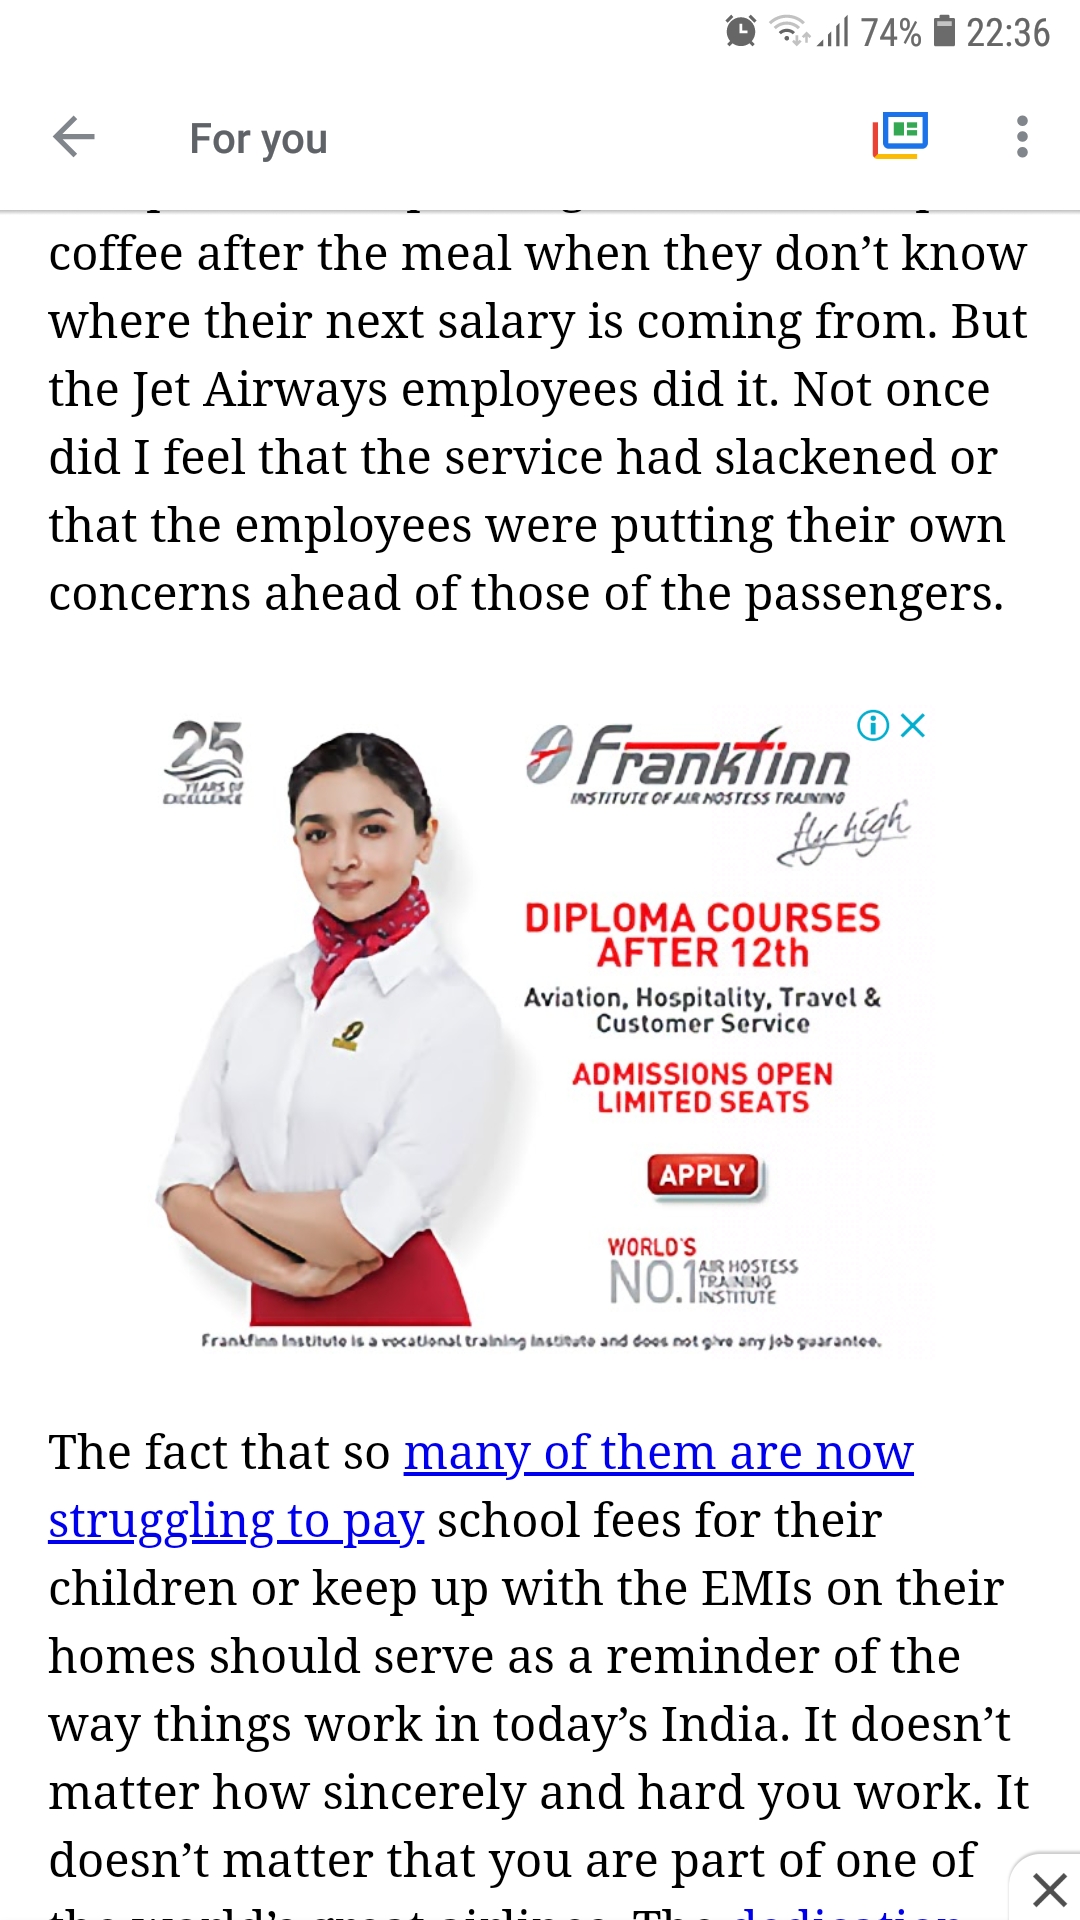 74% 22:36
For you
coffee after the meal when they don’t know
where their next salary is coming from. But
the Jet Airways employees did it. Not once
did I feel that the service had slackened or
that the employees were putting their own
concerns ahead of those of the passengers.
25
YEARS OF
EXCELLENCE
Frankfinn
INSTITUTE OF AIR HOSTESS TRAINING
fly high
DIPLOMA COURSES
AFTER 12th
Aviation, Hospitality, Travel &
Customer Service
ADMISSIONS OPEN
LIMITED SEATS
APPLY
WORLD'S
NO.1 AIR HOSTESS
TRAINING
INSTITUTE
Frankfinn Institute is a vocational training institute and does not give any job guarantee.
The fact that so many of them are now
struggling to pay school fees for their
children or keep up with the EMIs on their
homes should serve as a reminder of the
way things work in today’s India. It doesn’t
matter how sincerely and hard you work. It
doesn’t matter that you are part of one of
the world’s great airlines. The dedication